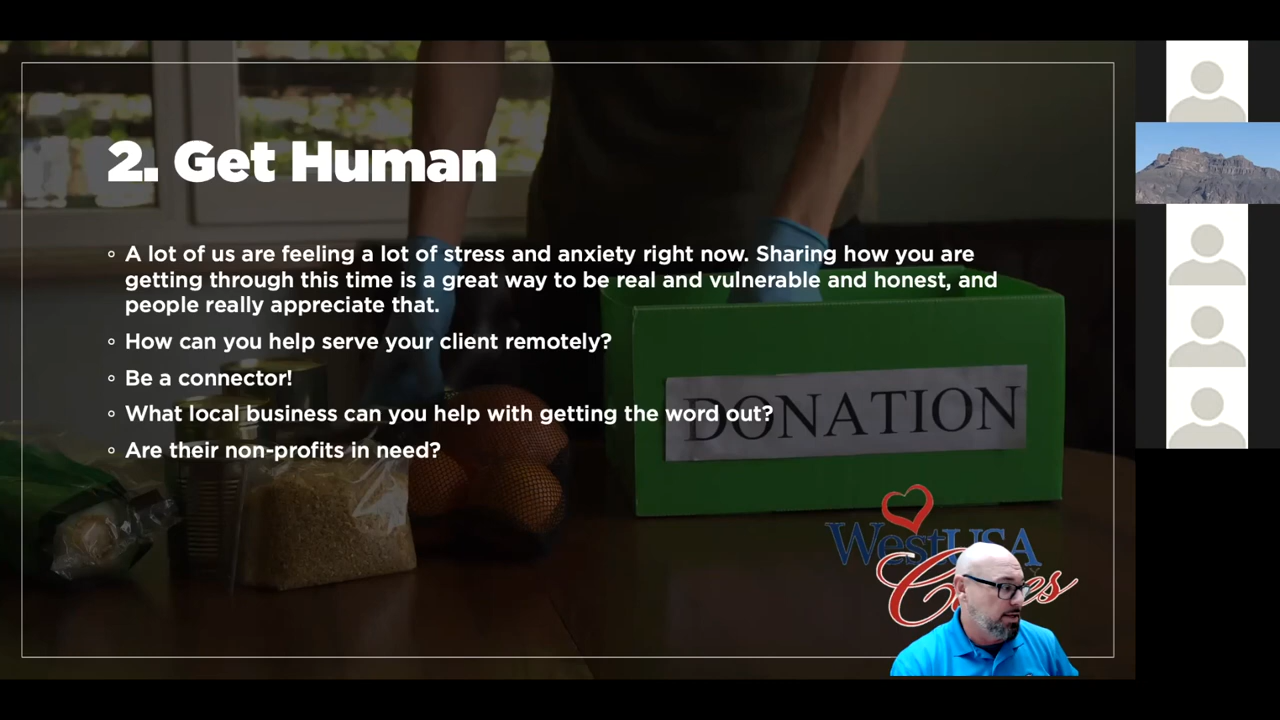 2. Get Human
A lot of us are feeling a lot of stress and anxiety right now. Sharing how you are
getting through this time is a great way to be real and vulnerable and honest, and
people really appreciate that.
How can you help serve your client remotely?
Be a connector!
What local business can you help with getting the word out?
Are their non-profits in need?
DONATION
WestUSA